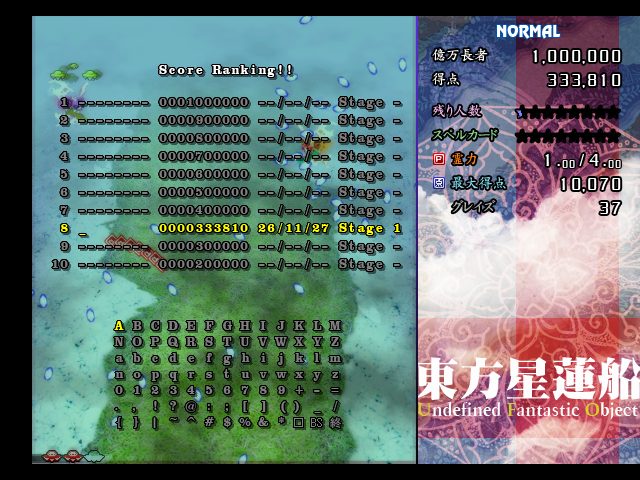 Score Ranking!!
1 -------- 0001000000 --/--/-- Stage -
2 -------- 0000900000 --/--/-- Stage -
3 -------- 0000800000 --/--/-- Stage -
4 -------- 0000700000 --/--/-- Stage -
5 -------- 0000600000 --/--/-- Stage -
6 -------- 0000500000 --/--/-- Stage -
7 -------- 0000400000 --/--/-- Stage -
8 _ 0000333810 26/11/27 Stage 1
9 -------- 0000300000 --/--/-- Stage -
10 -------- 0000200000 --/--/-- Stage -
A B C D E F G H I J K L M
N O P Q R S T U V W X Y Z
a b c d e f g h i j k l m
n o p q r s t u v w x y z
0 1 2 3 4 5 6 7 8 9 + - =
. , ! ? @ : ; [ ] ( ) _ /
{ } | ~ ^ # $ % & * □ BS 終
NORMAL
億万長者 1,000,000
得点 333,810
残り人数
スペルカード
P 霊力 1.00/4.00
点 最大得点 10,070
グレイズ 37
東方星蓮船
Undefined Fantastic Object